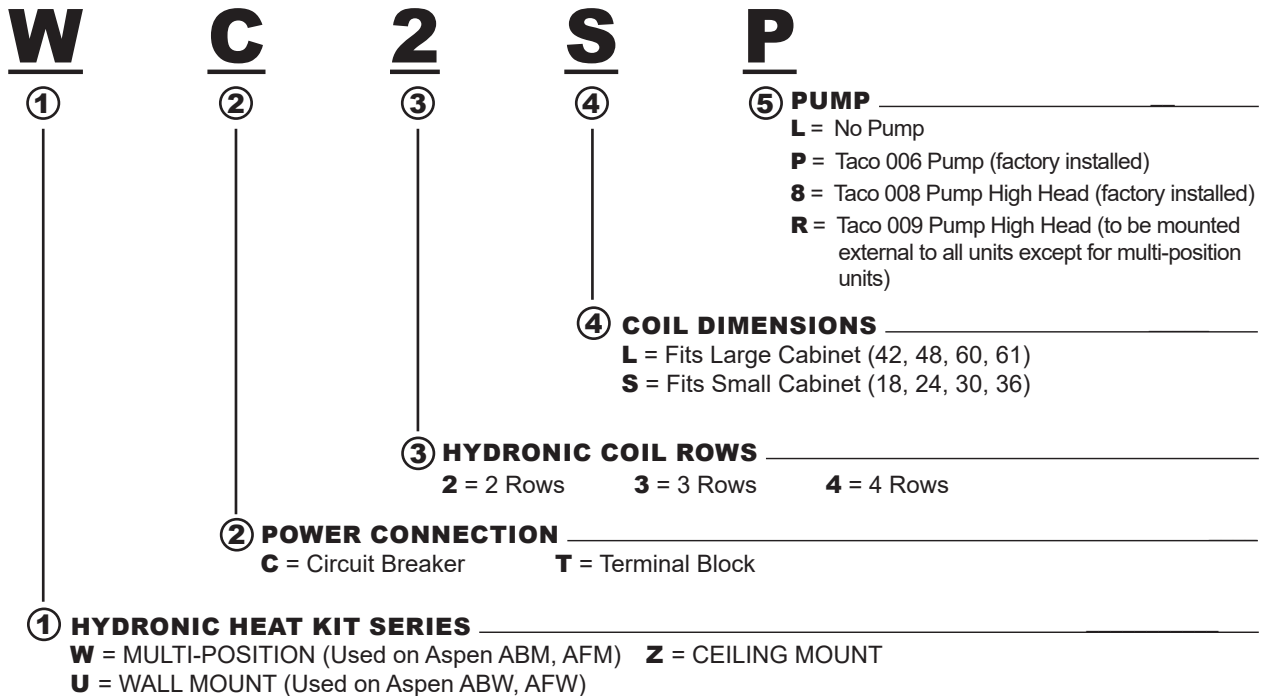 W C 2 S P
① ② ③ ④ ⑤ PUMP
L = No Pump
P = Taco 006 Pump (factory installed)
8 = Taco 008 Pump High Head (factory installed)
R = Taco 009 Pump High Head (to be mounted
external to all units except for multi-position
units)
④ COIL DIMENSIONS
L = Fits Large Cabinet (42, 48, 60, 61)
S = Fits Small Cabinet (18, 24, 30, 36)
③ HYDRONIC COIL ROWS
2 = 2 Rows 3 = 3 Rows 4 = 4 Rows
② POWER CONNECTION
C = Circuit Breaker T = Terminal Block
① HYDRONIC HEAT KIT SERIES
W = MULTI-POSITION (Used on Aspen ABM, AFM) Z = CEILING MOUNT
U = WALL MOUNT (Used on Aspen ABW, AFW)